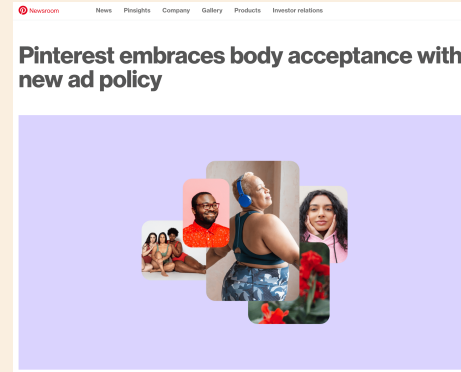 Newsroom News Pinsights Company Gallery Products Investor relations
Pinterest embraces body acceptance with
new ad policy